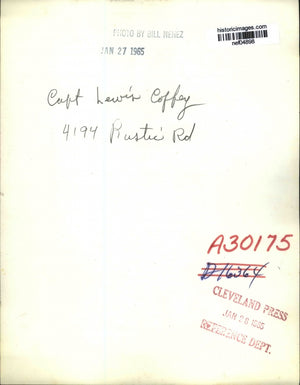 historicimages.com
nef04898
PHOTO BY BILL NEHEZ
JAN 27 1965
Capt Lewis Coffey
4194 Rustic Rd
A30175
D16364
CLEVELAND PRESS
JAN 28 1965
REFERENCE DEPT.